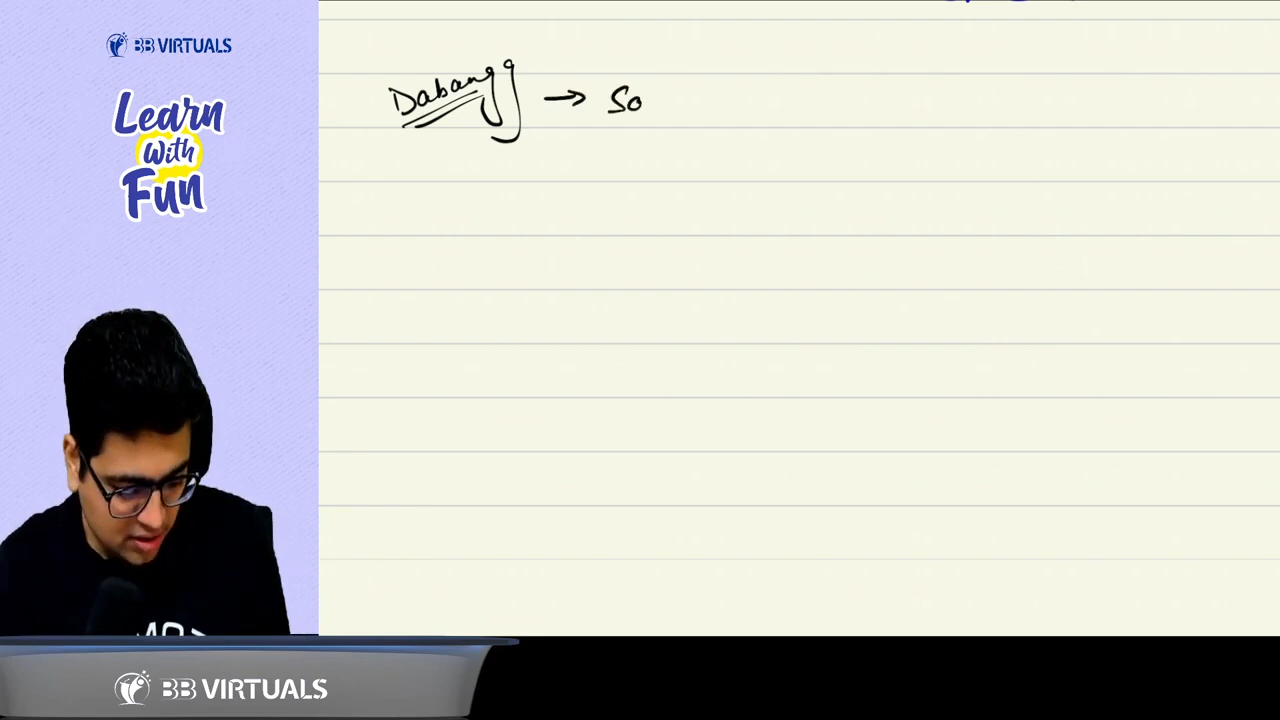 BB VIRTUALS
Learn
With
Fun
Dabangg → So
BB VIRTUALS